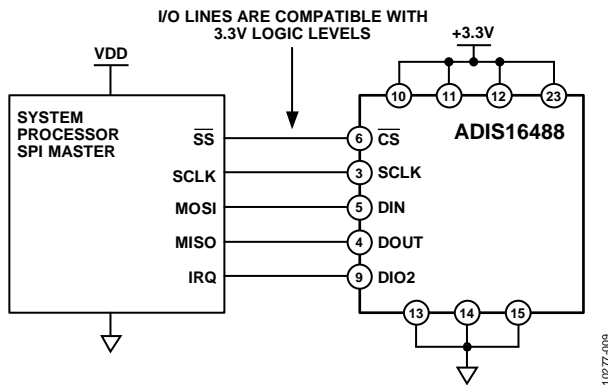 I/O LINES ARE COMPATIBLE WITH
3.3V LOGIC LEVELS
VDD
+3.3V
10
11
12
23
SYSTEM
PROCESSOR
SPI MASTER
ADIS16488
SS
6
CS
SCLK
3
SCLK
MOSI
5
DIN
MISO
4
DOUT
IRQ
9
DIO2
13
14
15
10277-009